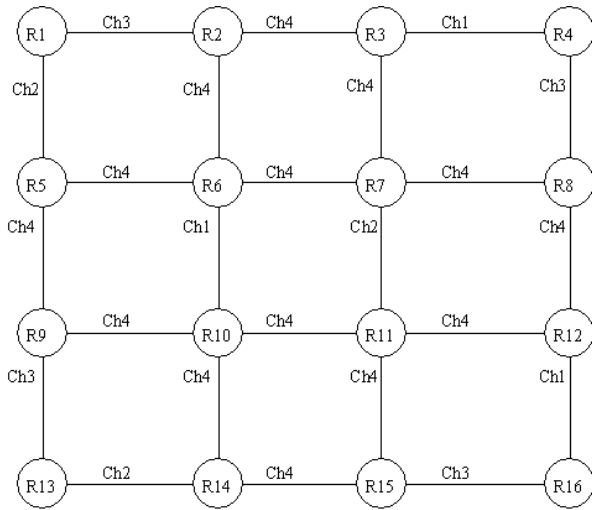 Ch3 Ch4 Ch1
R1 R2 R3 R4
Ch2 Ch4 Ch4 Ch3
Ch4 Ch4 Ch4
R5 R6 R7 R8
Ch4 Ch1 Ch2 Ch4
Ch4 Ch4 Ch4
R9 R10 R11 R12
Ch3 Ch4 Ch4 Ch1
Ch2 Ch4 Ch3
R13 R14 R15 R16